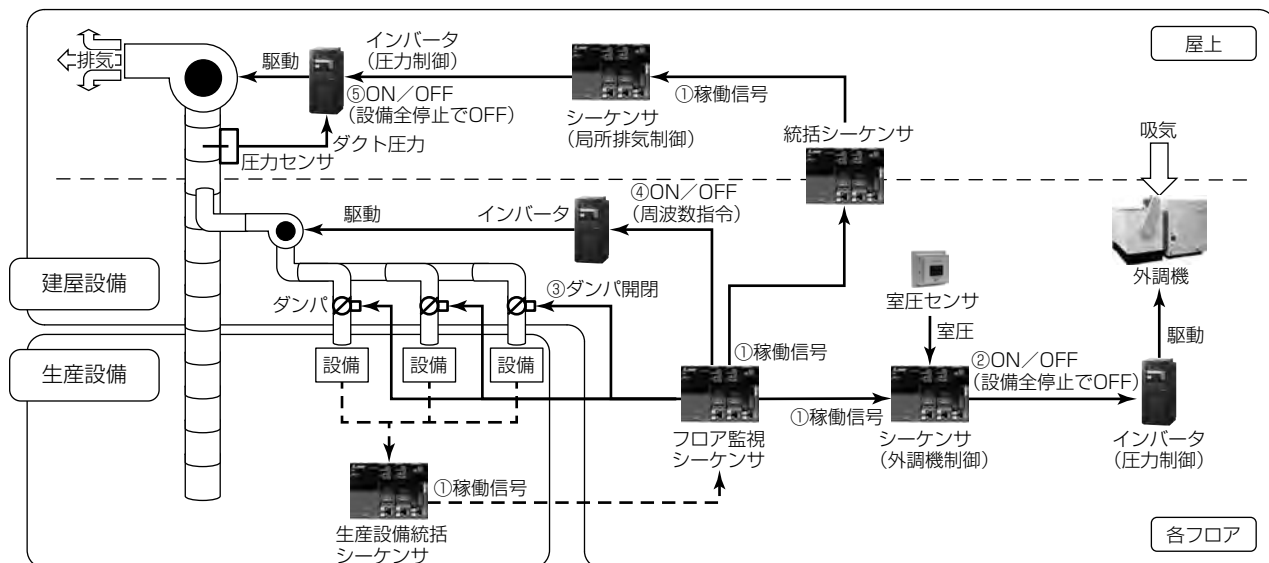 屋上
排気
駆動
インバータ
(圧力制御)
⑤ON/OFF
(設備全停止でOFF)
ダクト圧力
圧力センサ
シーケンサ
(局所排気制御)
①稼働信号
統括シーケンサ
吸気
外調機
駆動
駆動
インバータ
④ON/OFF
(周波数指令)
建屋設備
ダンパ
③ダンパ開閉
室圧センサ
室圧
生産設備
設備
設備
設備
①稼働信号
①稼働信号
②ON/OFF
(設備全停止でOFF)
フロア監視
シーケンサ
シーケンサ
(外調機制御)
インバータ
(圧力制御)
①稼働信号
生産設備統括
シーケンサ
各フロア